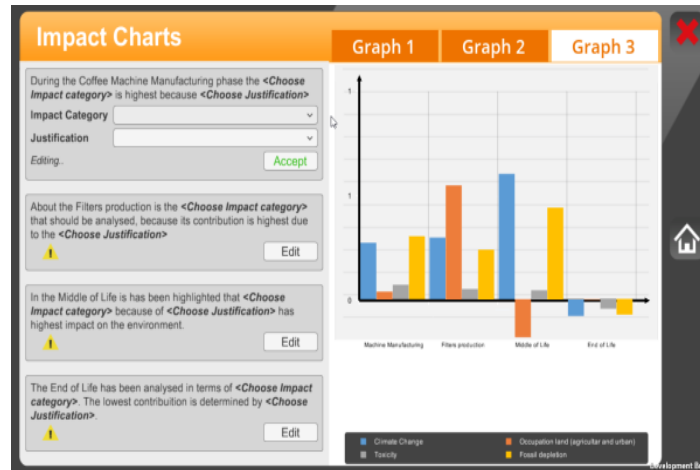 Impact Charts
Graph 1
Graph 2
Graph 3
During the Coffee Machine Manufacturing phase the <Choose
Impact category> is highest because <Choose Justification>
Impact Category
Justification
Editing..
Accept
About the Filters production is the <Choose Impact category>
that should be analysed, because its contribution is highest due
to the <Choose Justification>
Edit
In the Middle of Life is has been highlighted that <Choose
Impact category> because of <Choose Justification> has
highest impact on the environment.
Edit
The End of Life has been analysed in terms of <Choose Impact
category>. The lowest contribuition is determined by <Choose
Justification>.
Edit
1
1
0
Machine Manufacturing
Filters production
Middle of Life
End of Life
Climate Change
Occupation land (agricultar and urban)
Toxicity
Fossil depletion